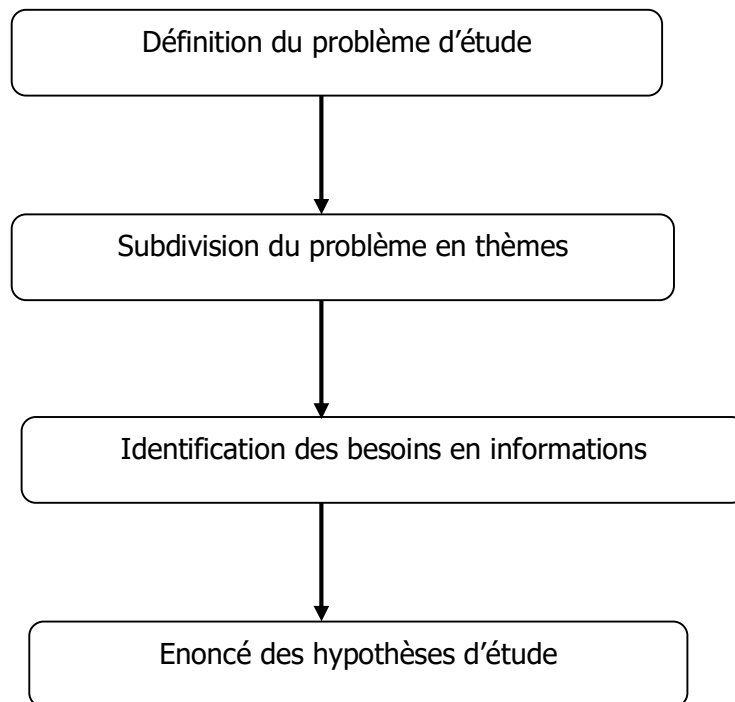 Définition du problème d’étude
Subdivision du problème en thèmes
Identification des besoins en informations
Enoncé des hypothèses d’étude